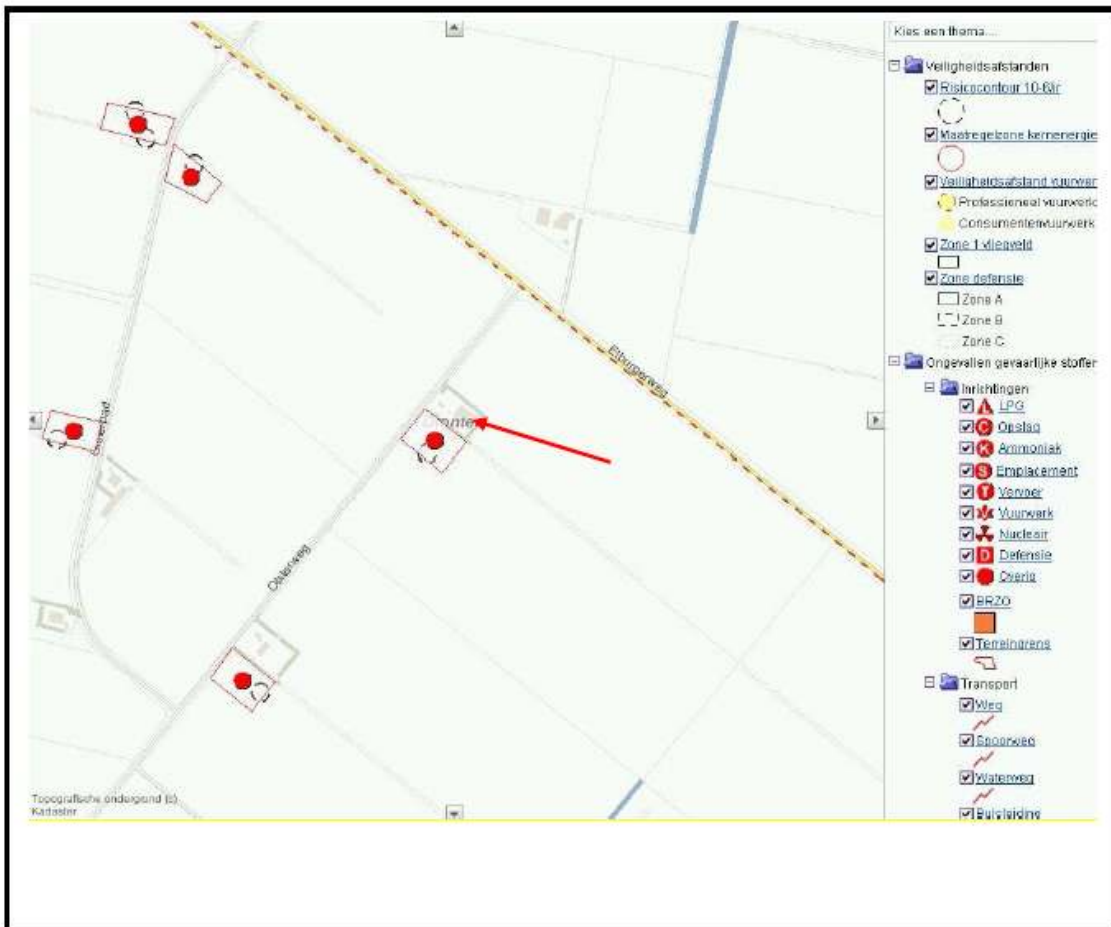 Kies een thema...
Veiligheidsafstanden
Risicocontour 10-6/jr
Maatregelzone kernenergie
Veiligheidsafstand vuurwer
Professioneel vuurwerk
Consumentenvuurwerk
Zone 1 vliegveld
Zone defensie
Zone A
Zone B
Zone C
Ongevallen gevaarlijke stoffen
Inrichtingen
LPG
Opslag
Ammoniak
Emplacement
Vervoer
Vuurwerk
Nucleair
Defensie
Overig
BRZO
Terreingrens
Transport
Weg
Spoorweg
Waterweg
Buisleiding
Elburgerweg
Dronten
Olsterweg
Topografische ondergrond (c)
Kadaster